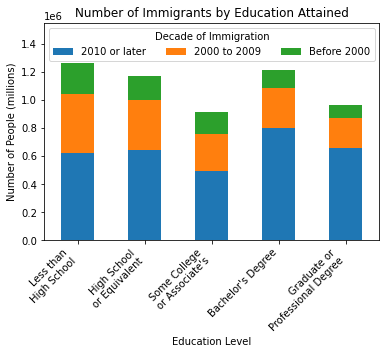 Number of Immigrants by Education Attained
1e6
Decade of Immigration
2010 or later 2000 to 2009 Before 2000
Number of People (millions)
1.4
1.2
1.0
0.8
0.6
0.4
0.2
0.0
Less than
High School
High School
or Equivalent
Some College
or Associate's
Bachelor's Degree
Graduate or
Professional Degree
Education Level